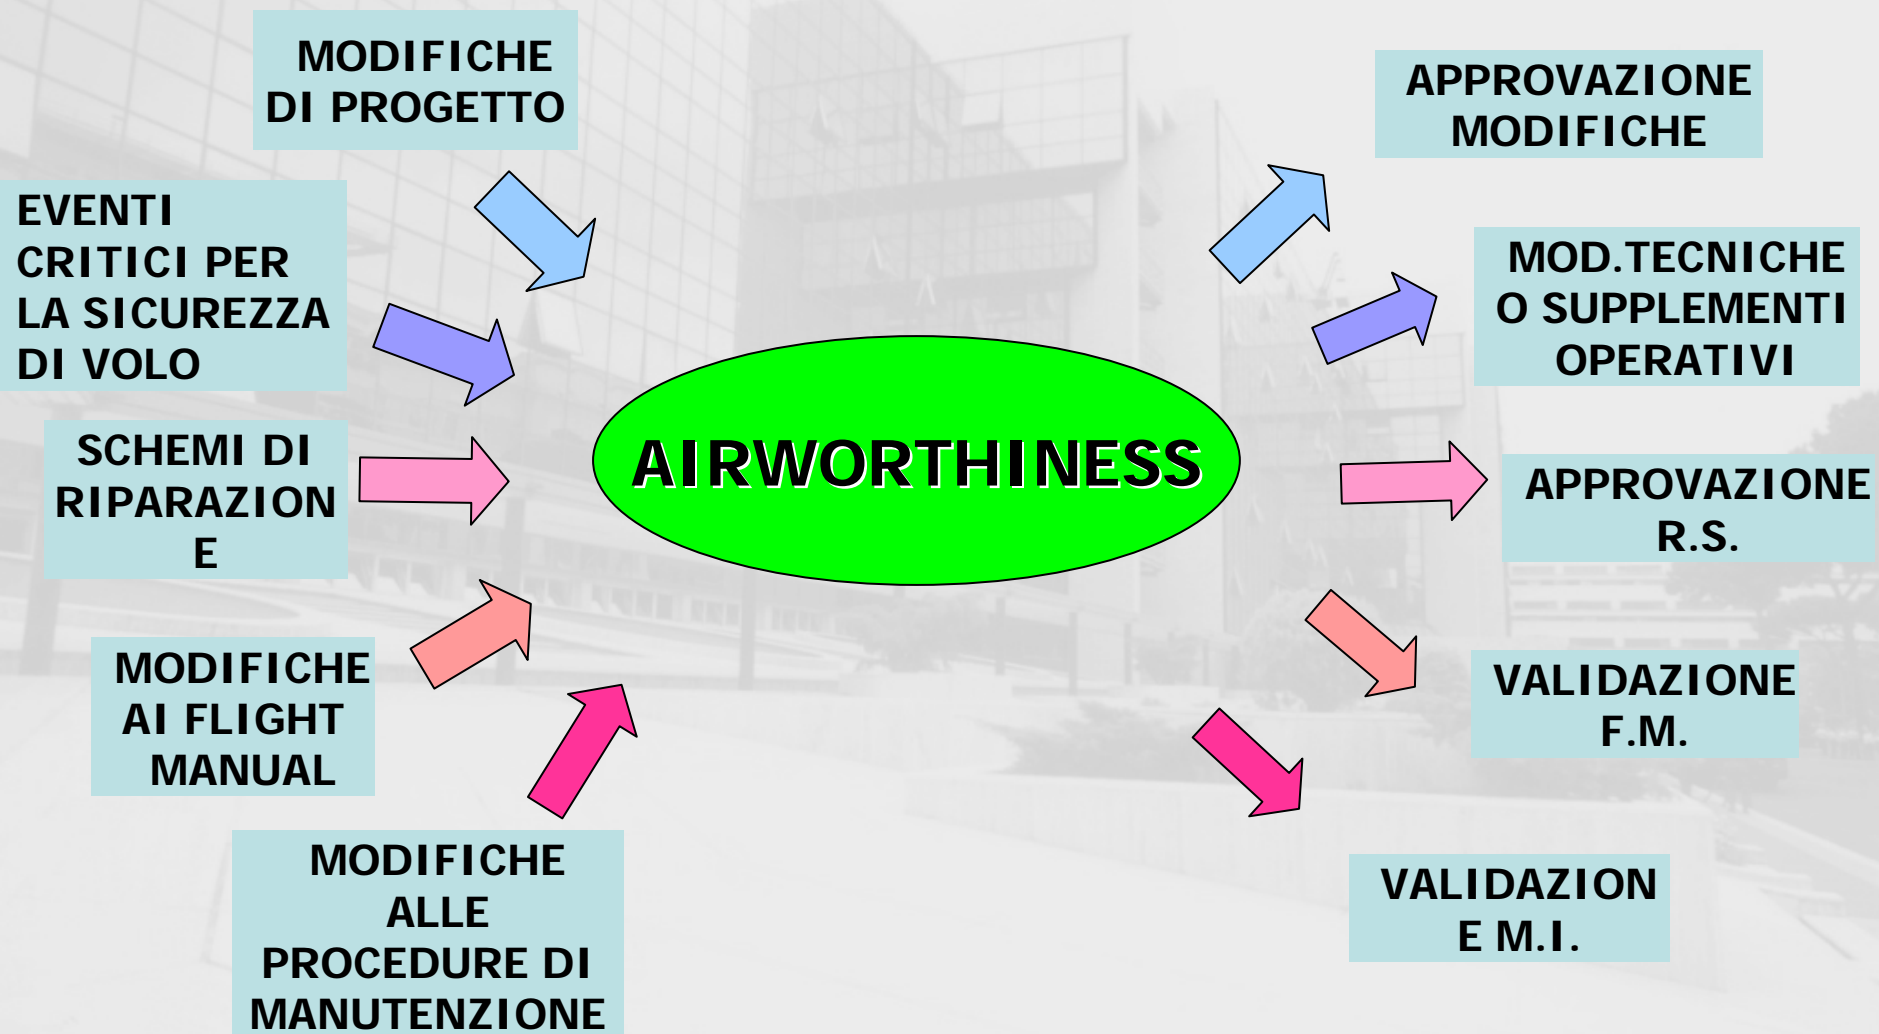 MODIFICHE
DI PROGETTO
EVENTI
CRITICI PER
LA SICUREZZA
DI VOLO
SCHEMI DI
RIPARAZION
E
MODIFICHE
AI FLIGHT
MANUAL
MODIFICHE
ALLE
PROCEDURE DI
MANUTENZIONE
AIRWORTHINESS
APPROVAZIONE
MODIFICHE
MOD.TECNICHE
O SUPPLEMENTI
OPERATIVI
APPROVAZIONE
R.S.
VALIDAZIONE
F.M.
VALIDAZION
E M.I.